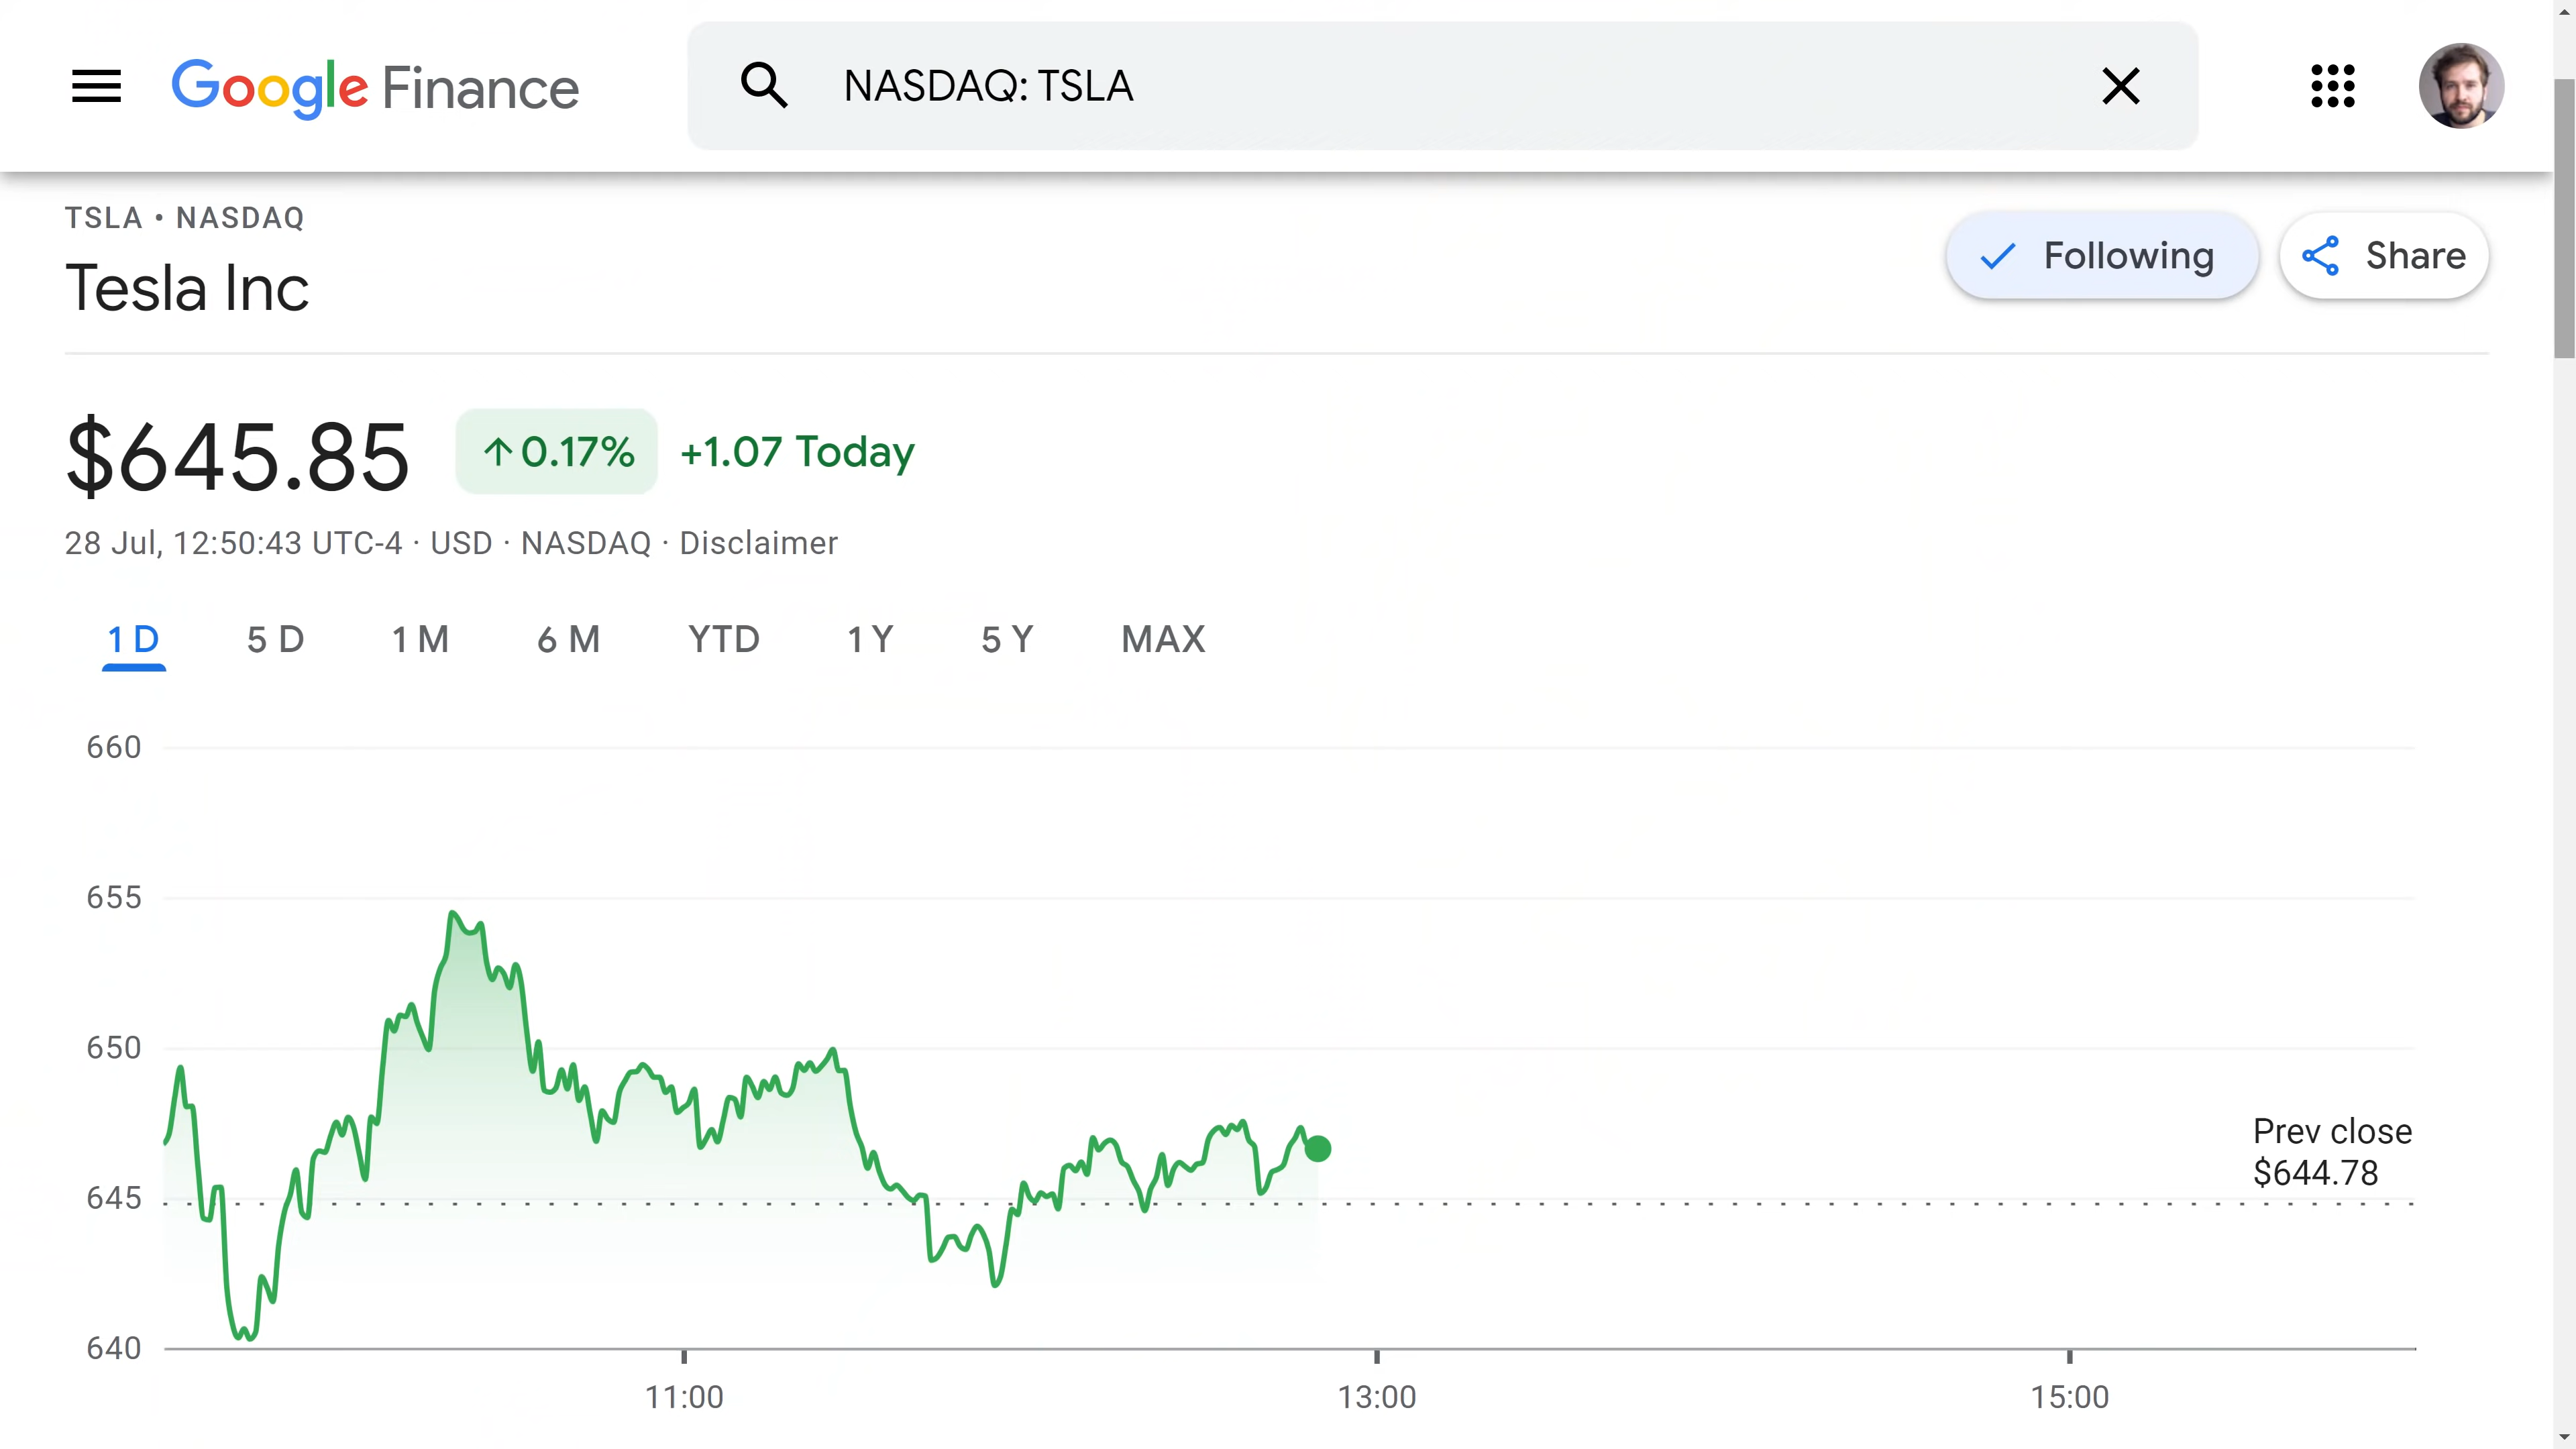 Google Finance
NASDAQ: TSLA
TSLA • NASDAQ
Tesla Inc
Following
Share
$645.85 ↑0.17% +1.07 Today
28 Jul, 12:50:43 UTC-4 · USD · NASDAQ · Disclaimer
1 D 5 D 1 M 6 M YTD 1 Y 5 Y MAX
660
655
650
Prev close
$644.78
645
640
11:00 13:00 15:00